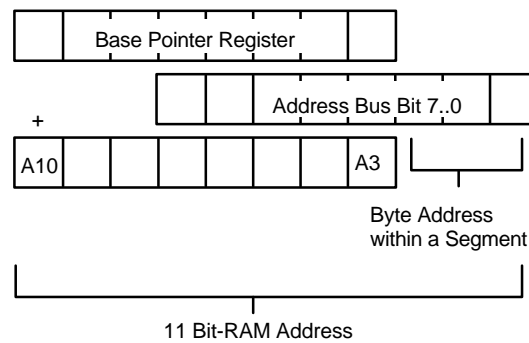 Base Pointer Register
Address Bus Bit 7..0
+
A10
A3
Byte Address
within a Segment
11 Bit-RAM Address